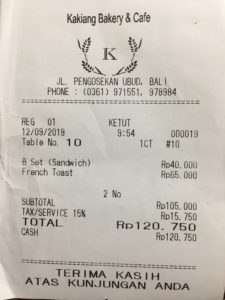 Kakiang Bakery & Cafe
K
JL. PENGOSEKAN UBUD, BALI
PHONE : (0361) 971551, 978984
REG 01 KETUT
12/09/2019 9:54 000019
Table No. 10 1CT #10
B Set (Sandwich) Rp40.000
French Toast Rp65.000
2 No
SUBTOTAL Rp105.000
TAX/SERVICE 15% Rp15.750
TOTAL Rp120.750
CASH Rp120.750
TERIMA KASIH
ATAS KUNJUNGAN ANDA